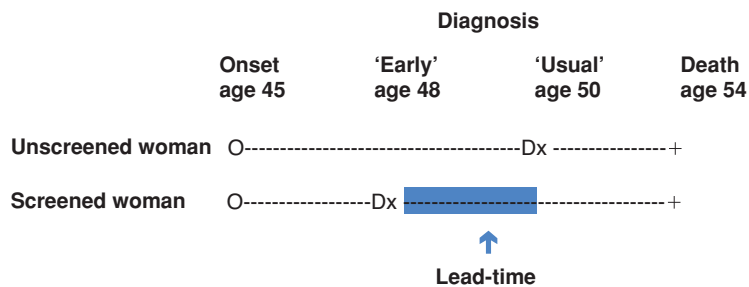 Diagnosis
Onset ‘Early’ ‘Usual’ Death
age 45 age 48 age 50 age 54
Unscreened woman O----------------------------------------Dx ----------------+
Screened woman O------------------Dx --------------------------------------+
Lead-time